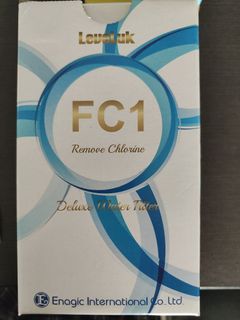 LeveLuk
FC1
Remove Chlorine
Deluxe Water Filter
Enagic International Co., Ltd.